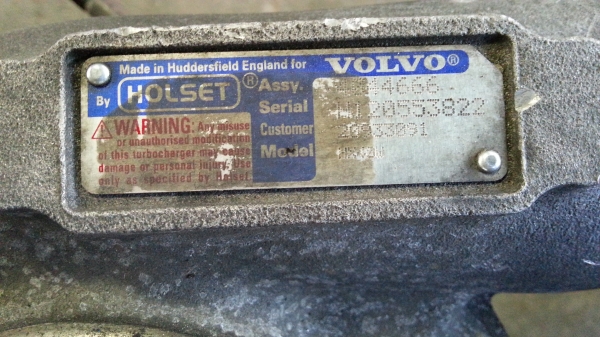 Made in Huddersfield England for VOLVO®
By HOLSET®
Assy. 4666
Serial 20553822
Customer 20933091
Model
WARNING: Any misuse
or unauthorised modification
of this turbocharger may cause
damage or personal injury. Use
only as specified by Holset